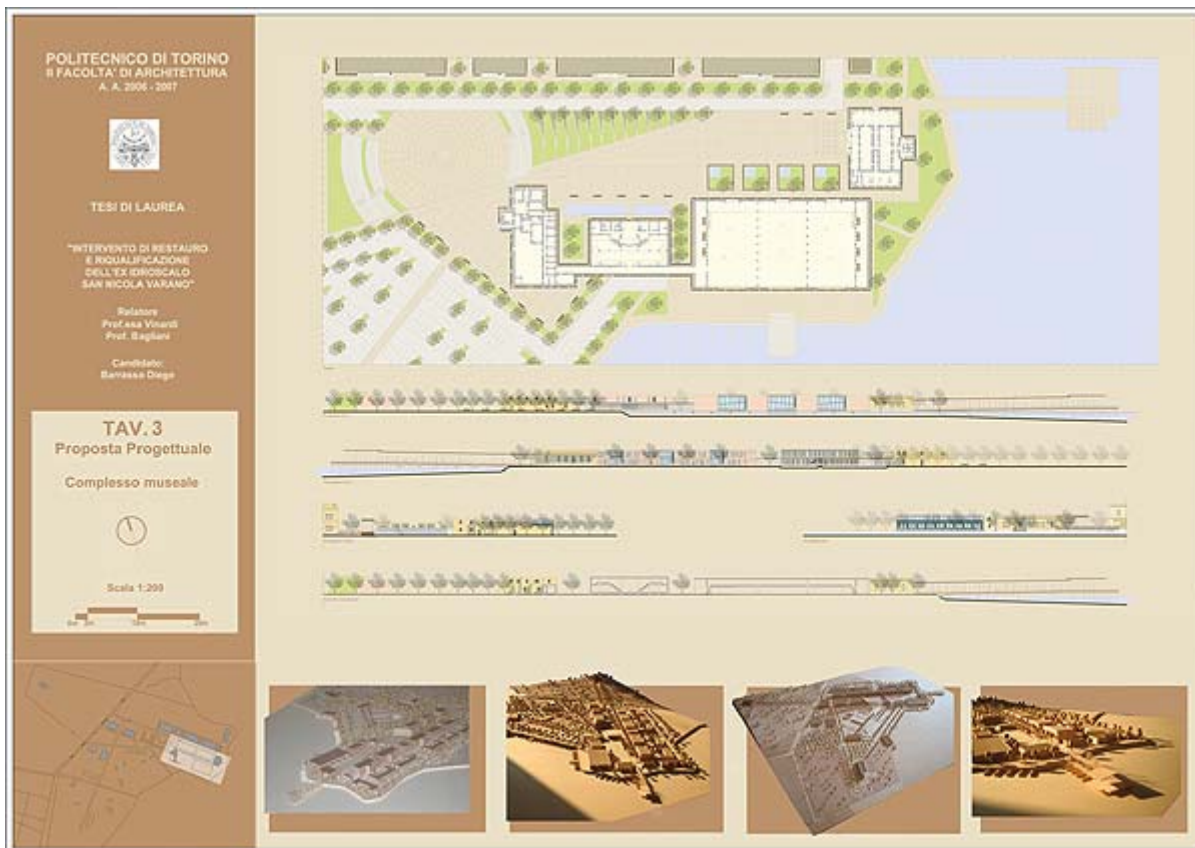 POLITECNICO DI TORINO
II FACOLTA' DI ARCHITETTURA
A. A. 2006 - 2007
TESI DI LAUREA
"INTERVENTO DI RESTAURO
E RIQUALIFICAZIONE
DELL'EX IDROSCALO
SAN NICOLA VARANO"
Relatore
Prof.ssa Vinardi
Prof. Bagliani
Candidato:
Barrasso Diego
TAV. 3
Proposta Progettuale
Complesso museale
Scala 1:200
0m
10m